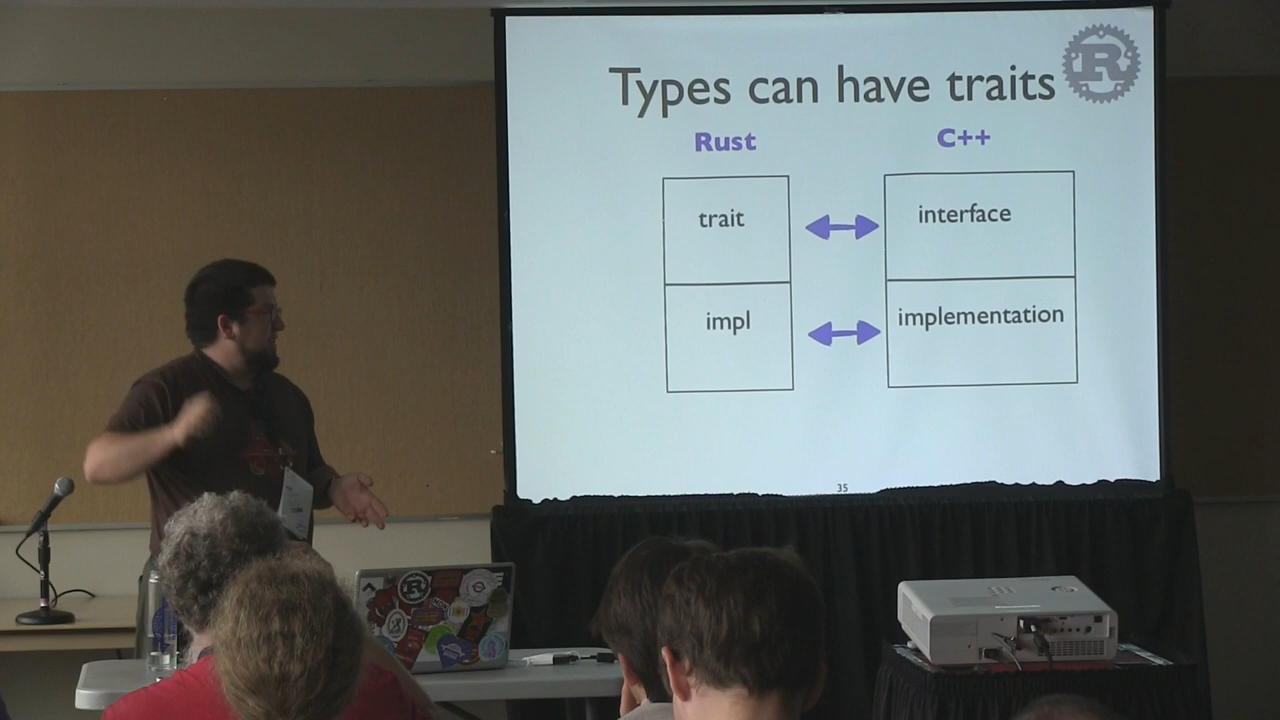 Types can have traits
R
Rust
C++
trait
interface
impl
implementation
35
R